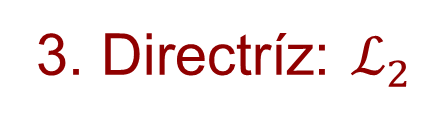 3. Directríz: ℒ₂